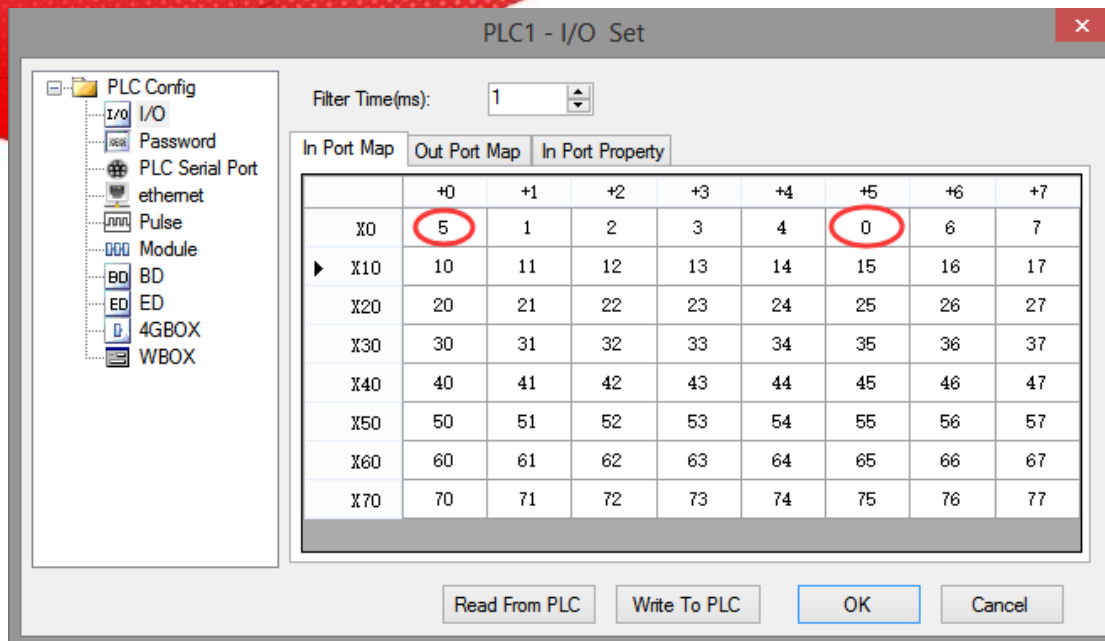 PLC1 - I/O Set
PLC Config
I/O I/O
Password
PLC Serial Port
ethernet
Pulse
Module
BD BD
ED ED
4GBOX
WBOX
Filter Time(ms): 1
In Port Map Out Port Map In Port Property
+0 +1 +2 +3 +4 +5 +6 +7
X0 5 1 2 3 4 0 6 7
X10 10 11 12 13 14 15 16 17
X20 20 21 22 23 24 25 26 27
X30 30 31 32 33 34 35 36 37
X40 40 41 42 43 44 45 46 47
X50 50 51 52 53 54 55 56 57
X60 60 61 62 63 64 65 66 67
X70 70 71 72 73 74 75 76 77
Read From PLC Write To PLC OK Cancel